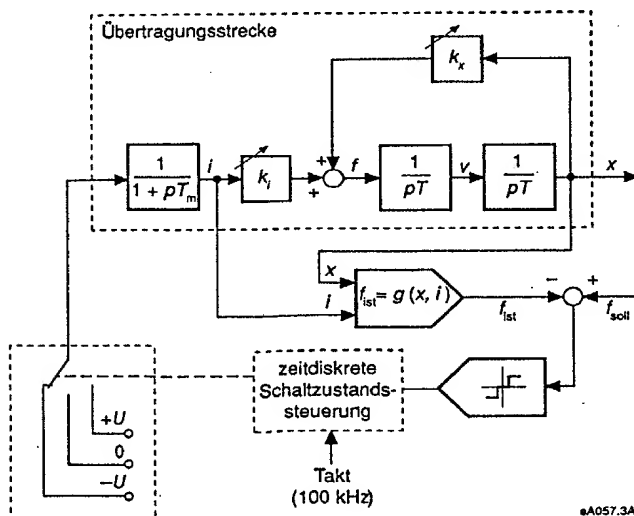 Übertragungsstrecke
k_x
1
1 + pT_m
i
k_i
+
+
f
1
pT
v
1
pT
x
x
i
f_ist = g (x, i)
f_ist
−
+
f_soll
zeitdiskrete
Schaltzustands-
steuerung
+U
0
−U
Takt
(100 kHz)
eA057.3A